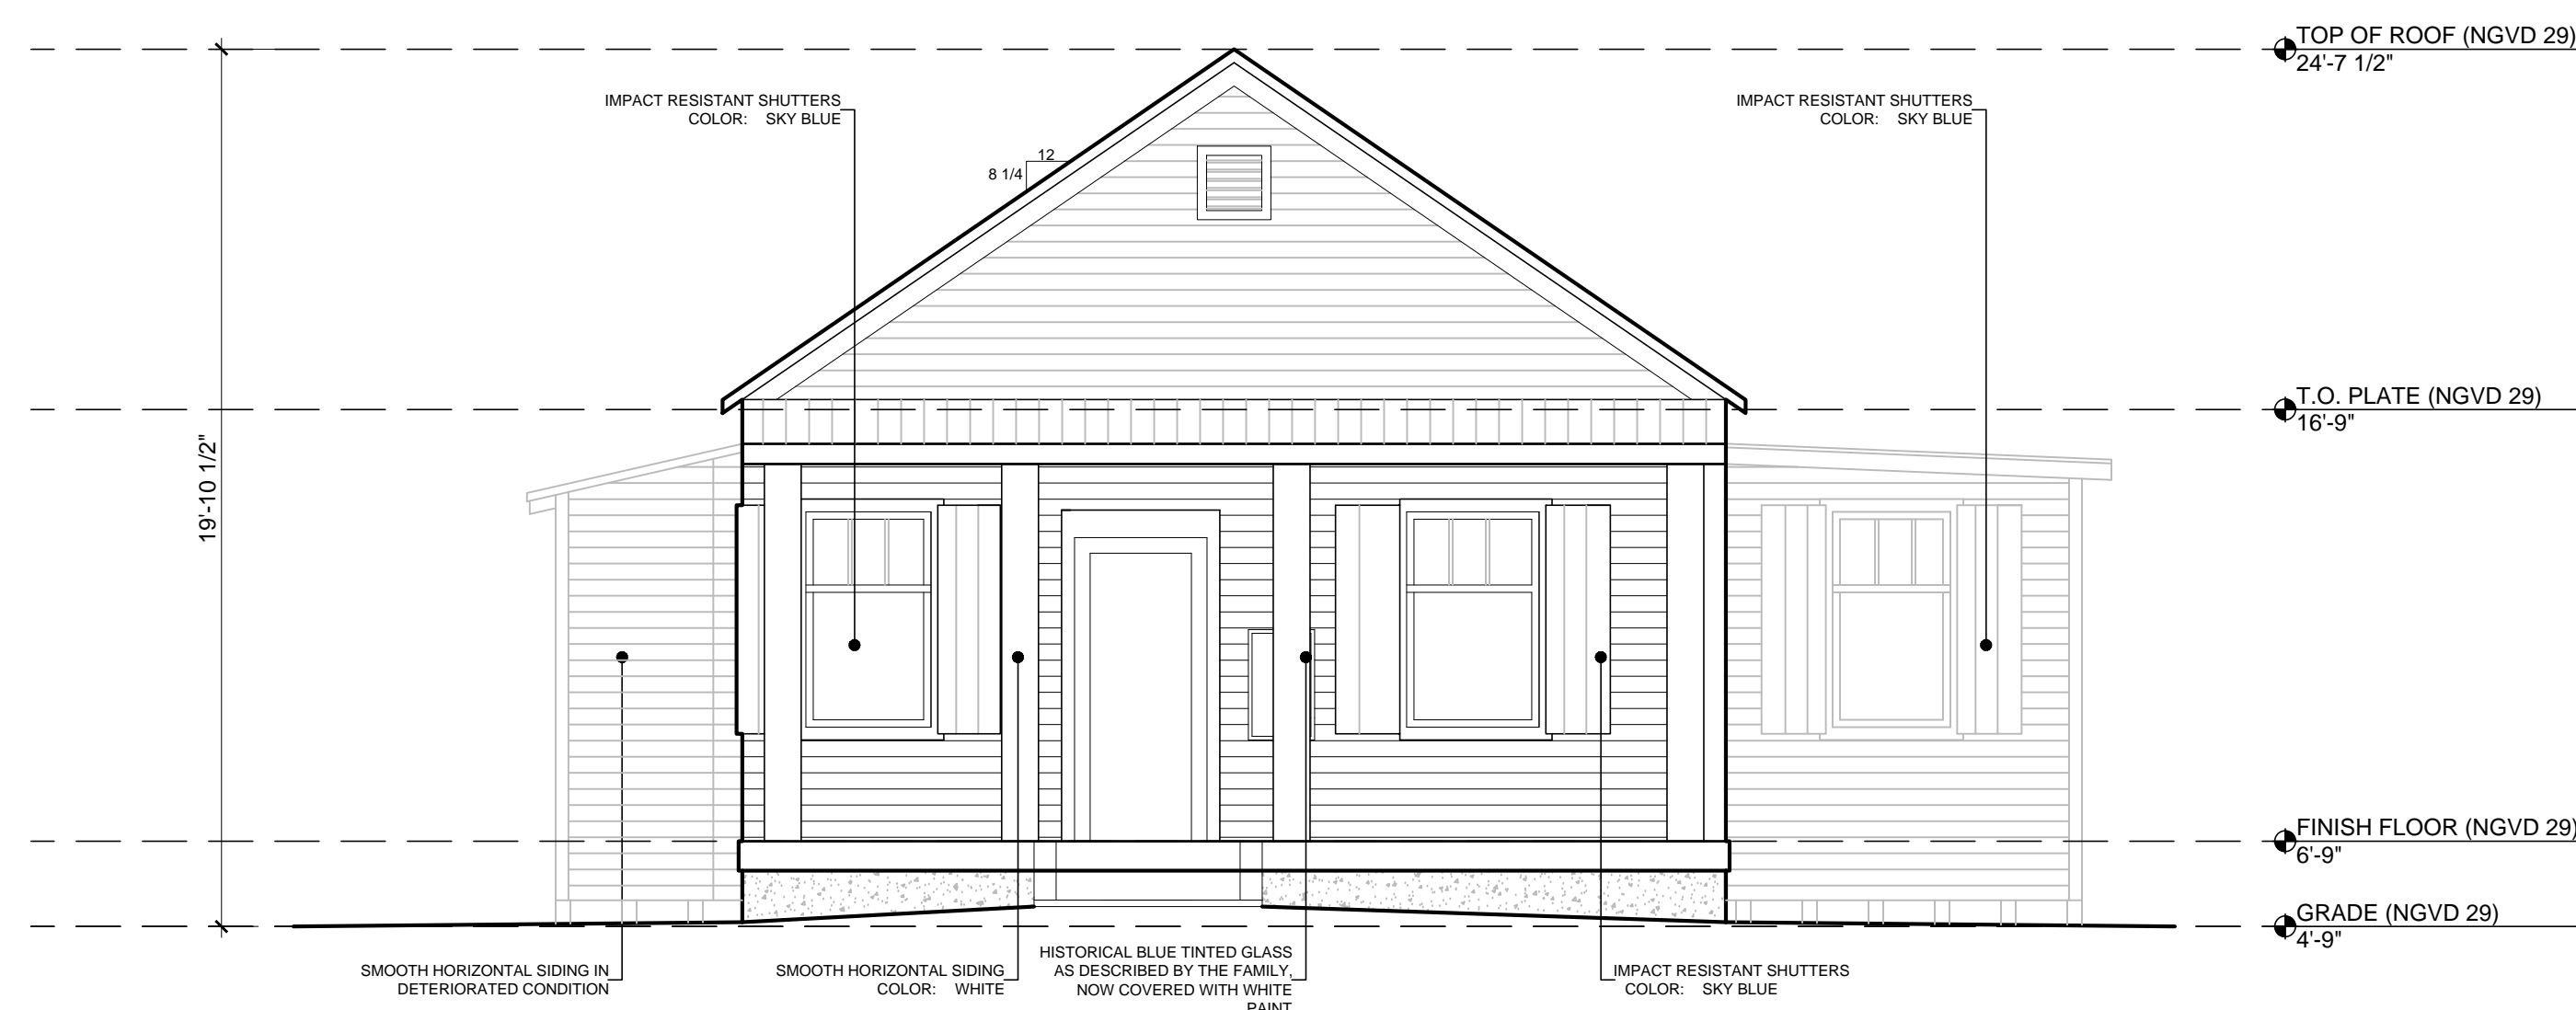 TOP OF ROOF (NGVD 29)
24'-7 1/2"
IMPACT RESISTANT SHUTTERS
COLOR: SKY BLUE
IMPACT RESISTANT SHUTTERS
COLOR: SKY BLUE
12
8 1/4
T.O. PLATE (NGVD 29)
16'-9"
19'-10 1/2"
FINISH FLOOR (NGVD 29)
6'-9"
GRADE (NGVD 29)
4'-9"
SMOOTH HORIZONTAL SIDING IN
DETERIORATED CONDITION
SMOOTH HORIZONTAL SIDING
COLOR: WHITE
HISTORICAL BLUE TINTED GLASS
AS DESCRIBED BY THE FAMILY,
NOW COVERED WITH WHITE
PAINT
IMPACT RESISTANT SHUTTERS
COLOR: SKY BLUE